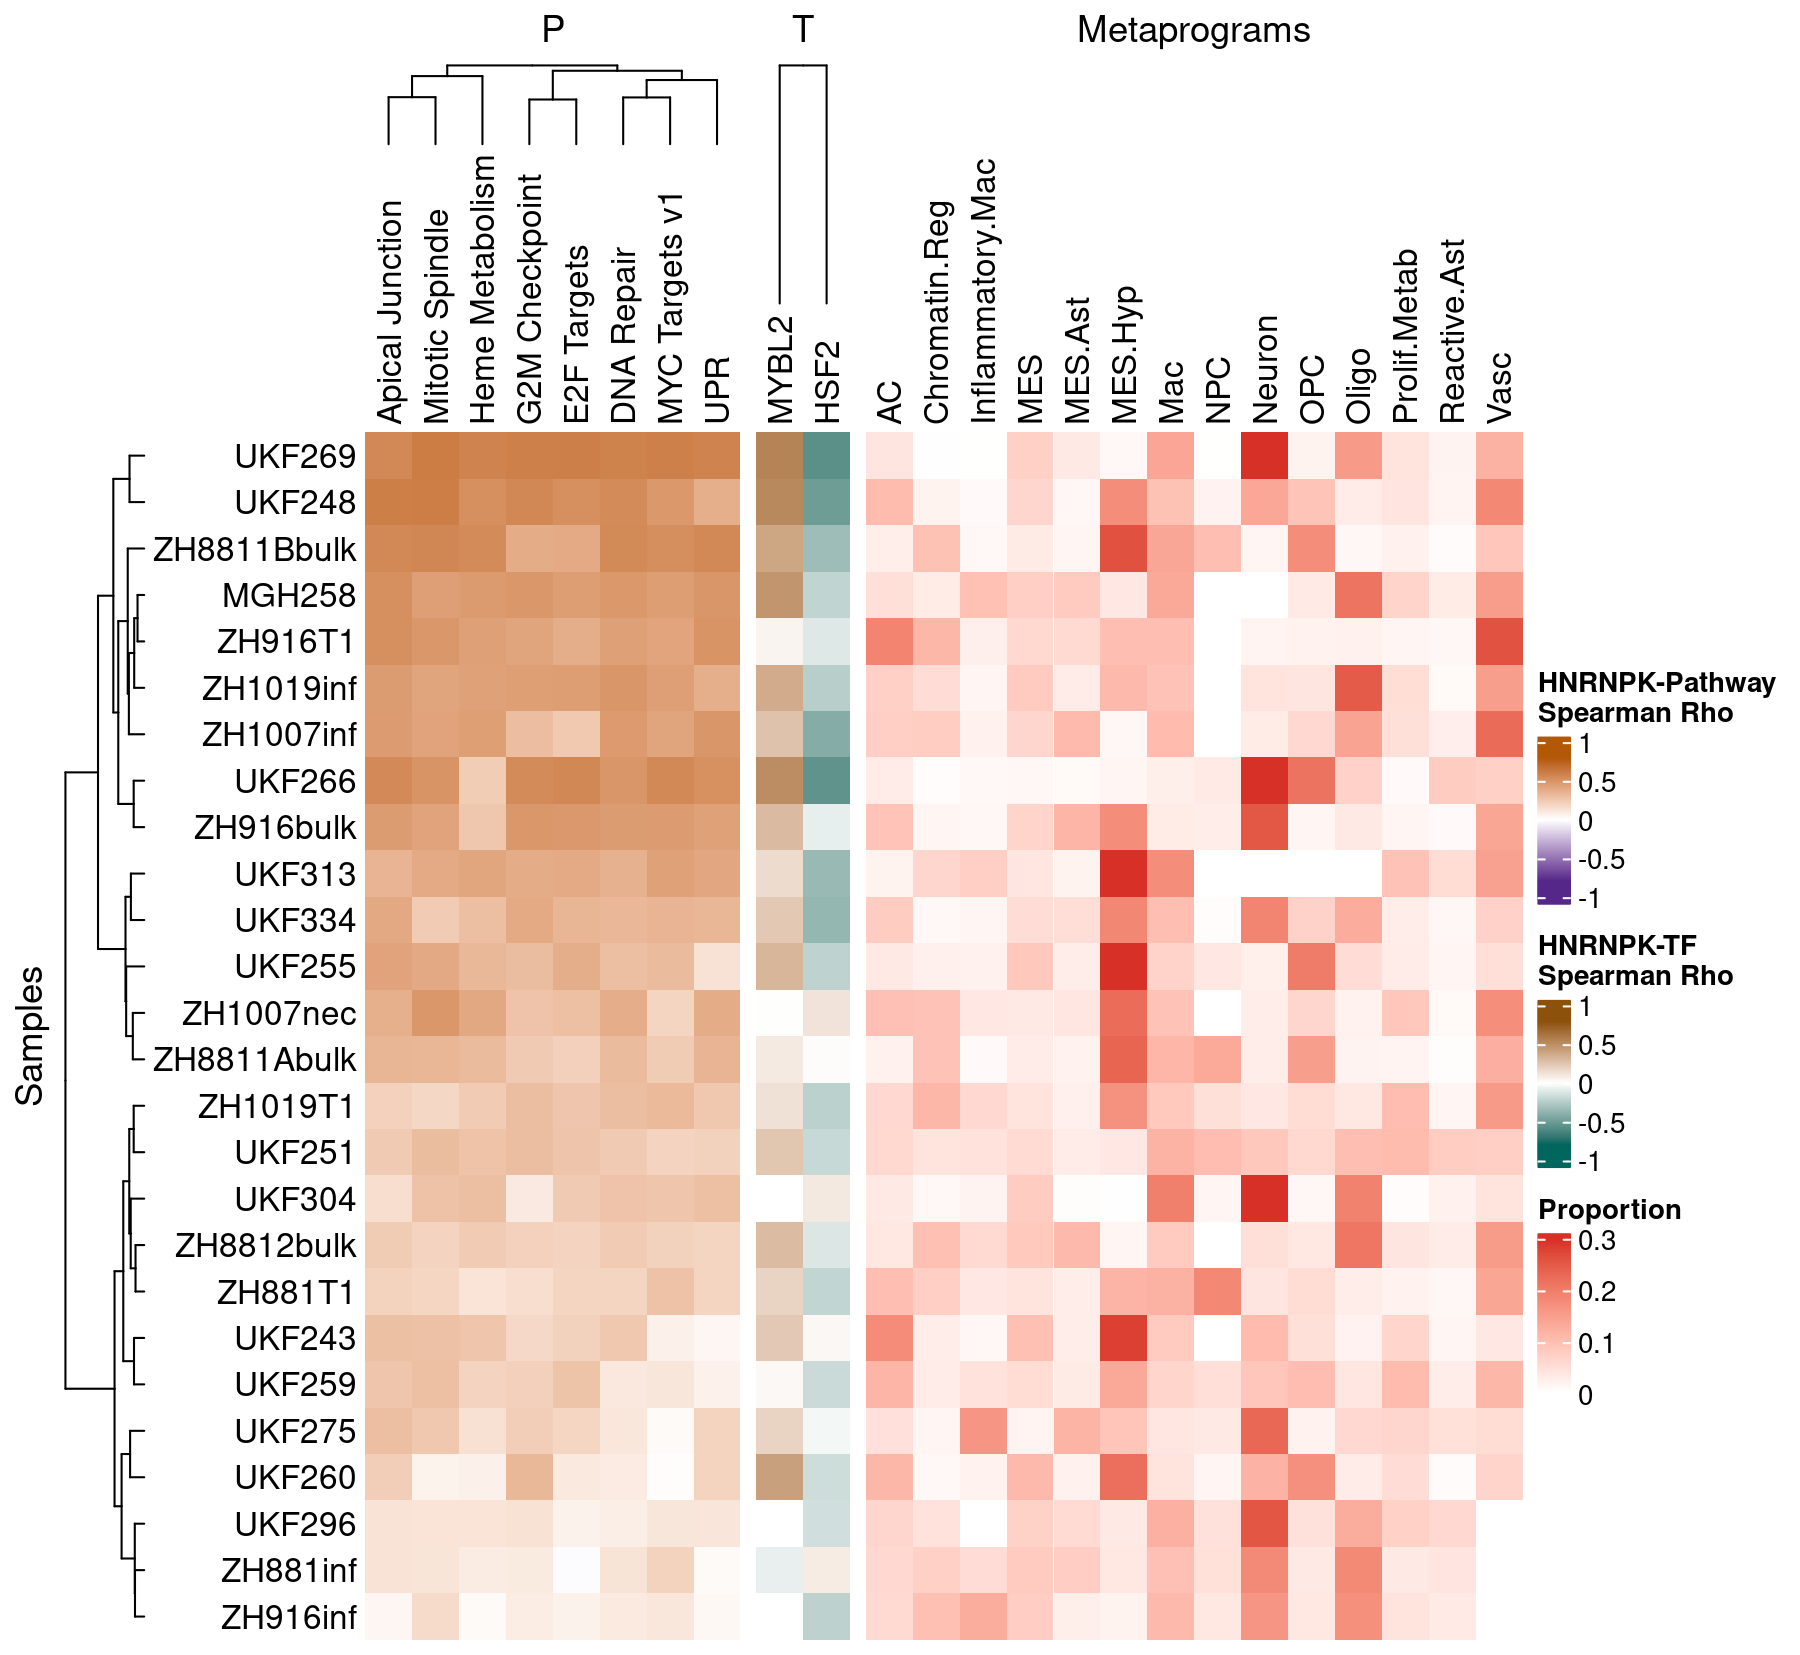 P
T
Metaprograms
Apical Junction
Mitotic Spindle
Heme Metabolism
G2M Checkpoint
E2F Targets
DNA Repair
MYC Targets v1
UPR
MYBL2
HSF2
AC
Chromatin.Reg
Inflammatory.Mac
MES
MES.Ast
MES.Hyp
Mac
NPC
Neuron
OPC
Oligo
Prolif.Metab
Reactive.Ast
Vasc
Samples
UKF269
UKF248
ZH8811Bbulk
MGH258
ZH916T1
ZH1019inf
ZH1007inf
UKF266
ZH916bulk
UKF313
UKF334
UKF255
ZH1007nec
ZH8811Abulk
ZH1019T1
UKF251
UKF304
ZH8812bulk
ZH881T1
UKF243
UKF259
UKF275
UKF260
UKF296
ZH881inf
ZH916inf
HNRNPK-Pathway
Spearman Rho
1
0.5
0
-0.5
-1
HNRNPK-TF
Spearman Rho
1
0.5
0
-0.5
-1
Proportion
0.3
0.2
0.1
0